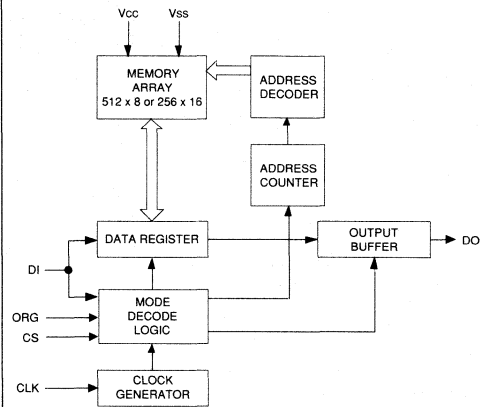 Vcc Vss
MEMORY
ARRAY
512 x 8 or 256 x 16
ADDRESS
DECODER
ADDRESS
COUNTER
DATA REGISTER
OUTPUT
BUFFER
DO
DI
MODE
DECODE
LOGIC
ORG
CS
CLK
CLOCK
GENERATOR